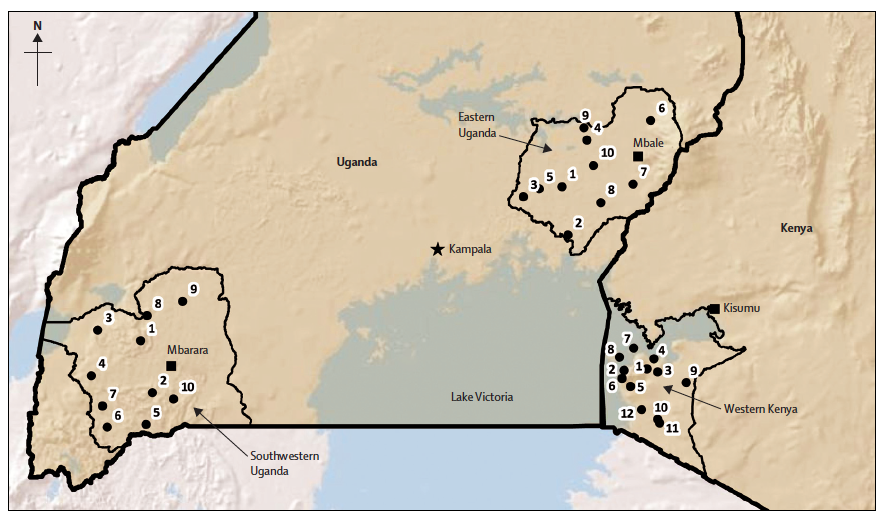 N
Eastern
Uganda
9
4
6
10
Mbale
3
5
1
7
8
2
Uganda
Kampala
Kenya
Kisumu
9
8
3
1
Mbarara
4
2
10
7
6
5
Southwestern
Uganda
Lake Victoria
7
8
4
2
1
3
9
6
5
12
10
11
Western Kenya